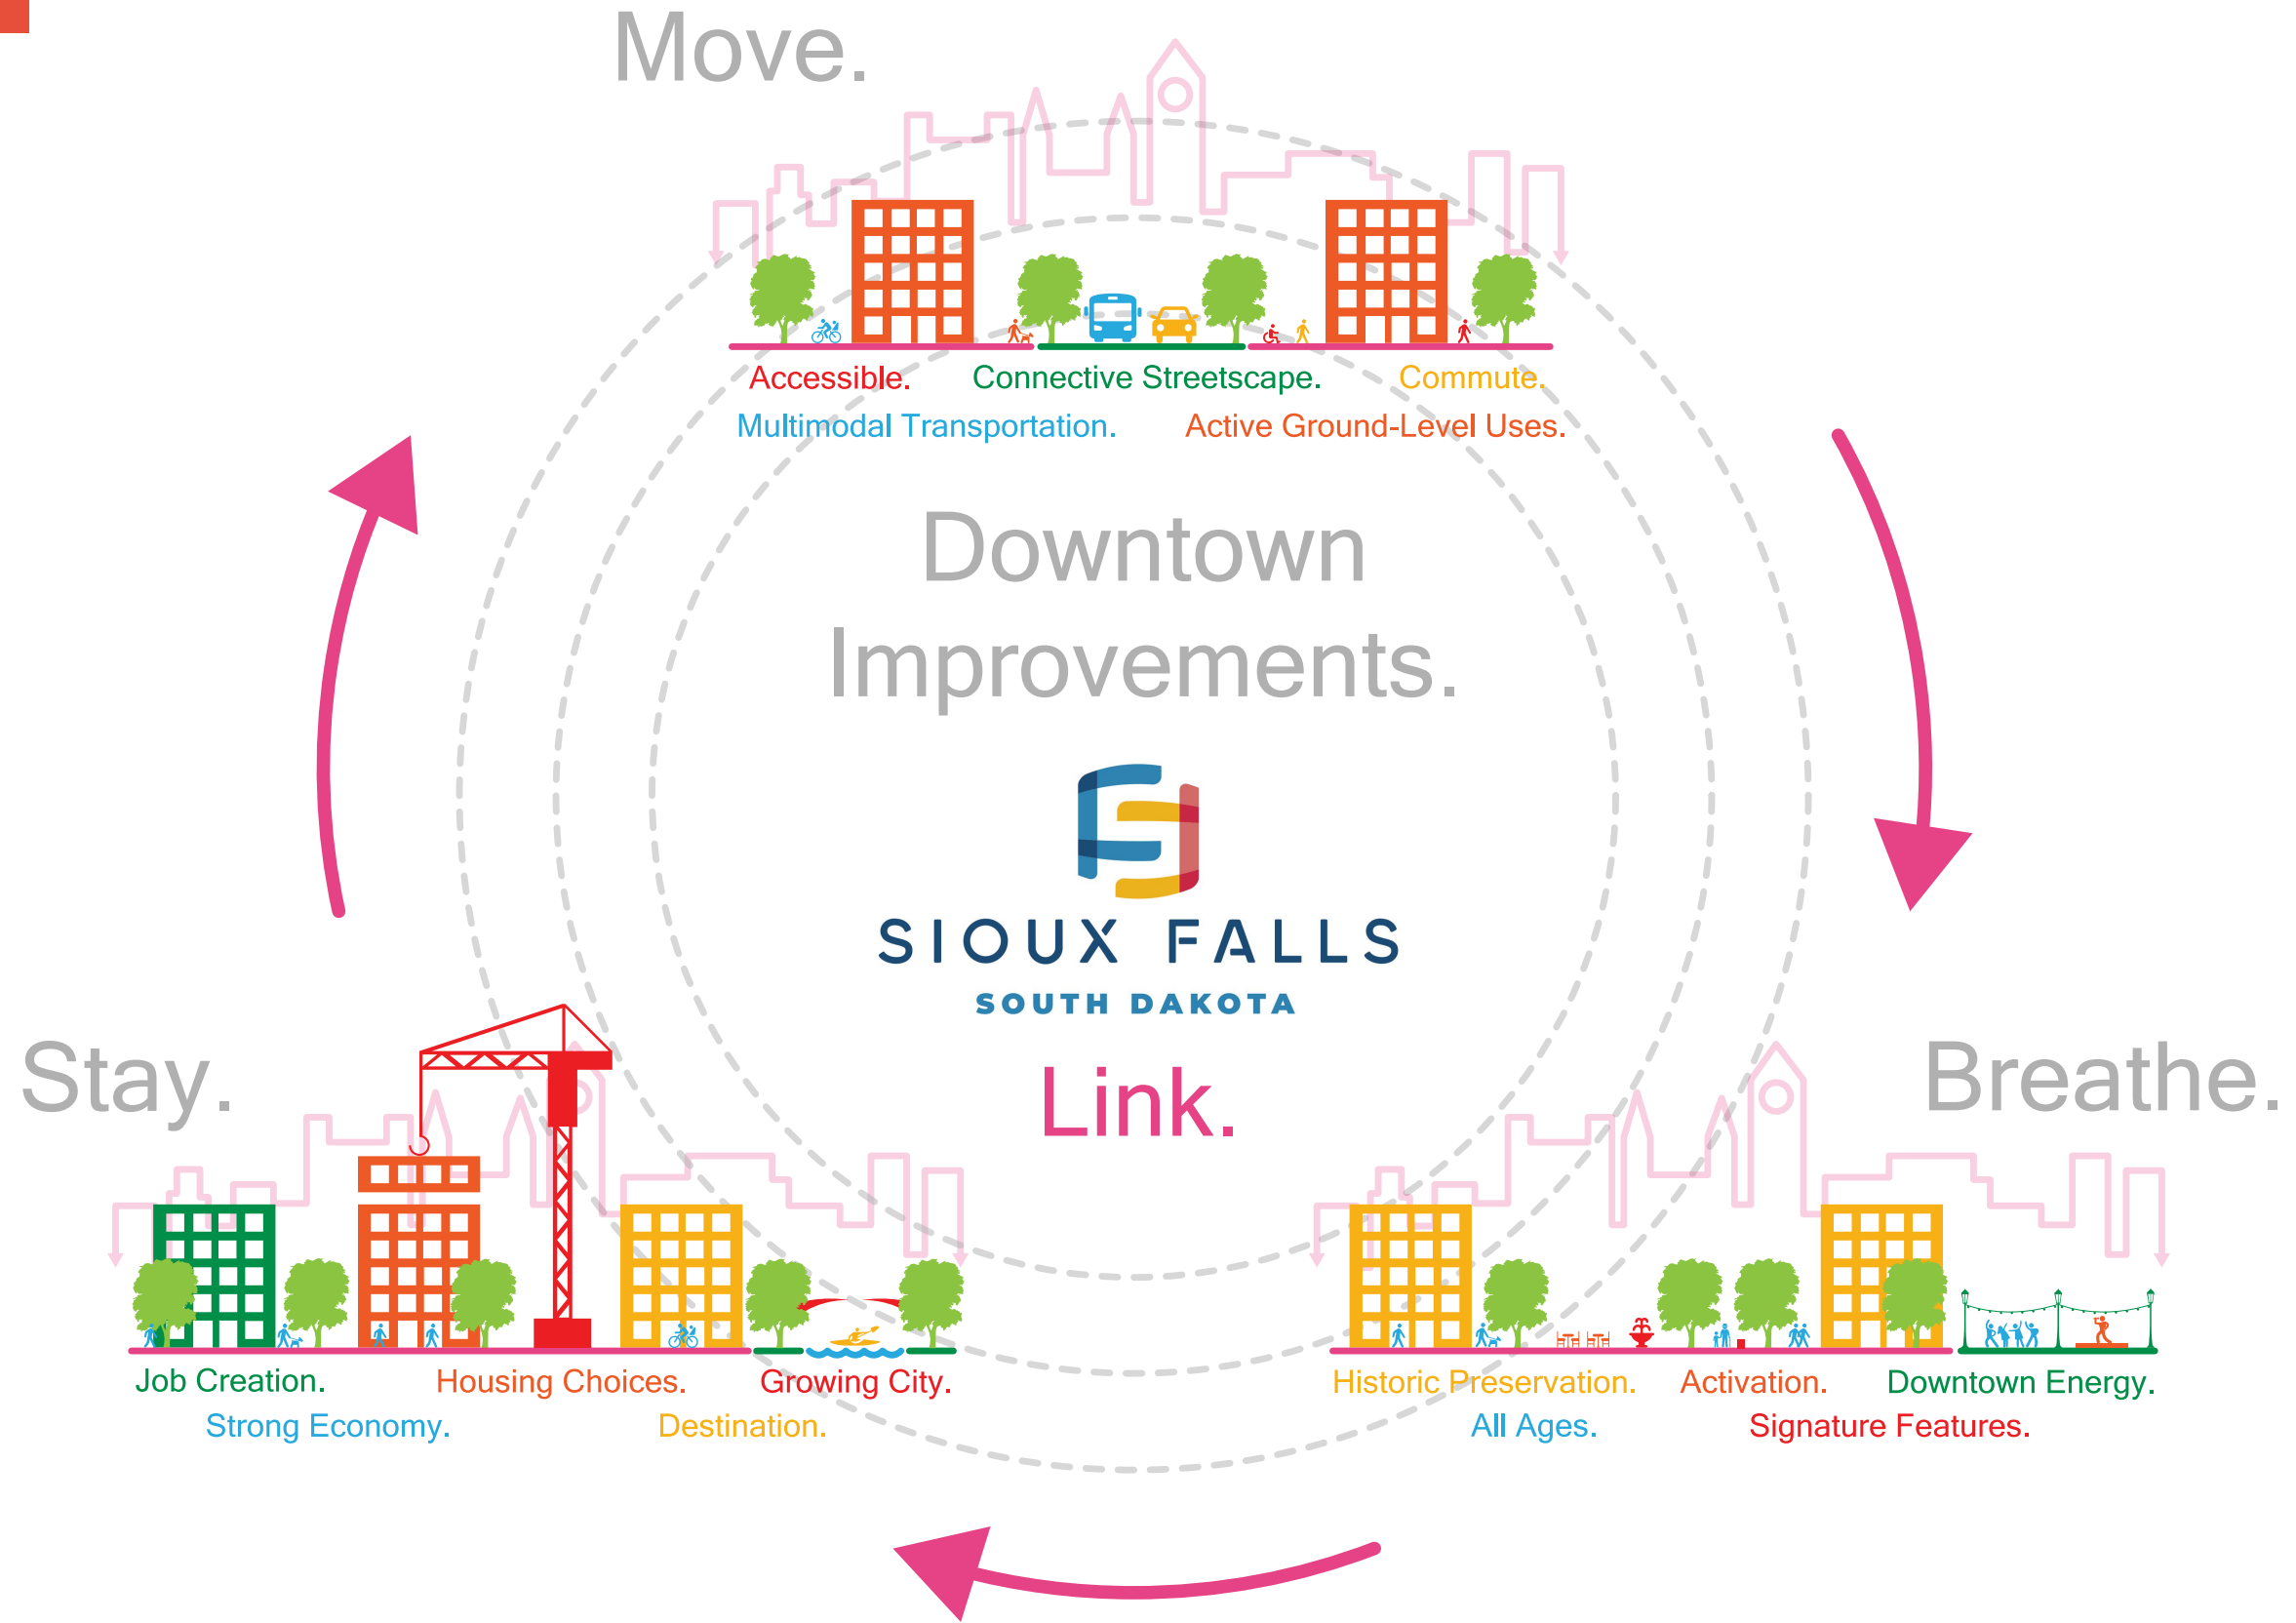 Move.
Accessible. Connective Streetscape. Commute.
Multimodal Transportation. Active Ground-Level Uses.
Downtown
Improvements.
SIOUX FALLS
SOUTH DAKOTA
Link.
Stay.
Job Creation. Housing Choices. Growing City.
Strong Economy. Destination.
Breathe.
Historic Preservation. Activation. Downtown Energy.
All Ages. Signature Features.